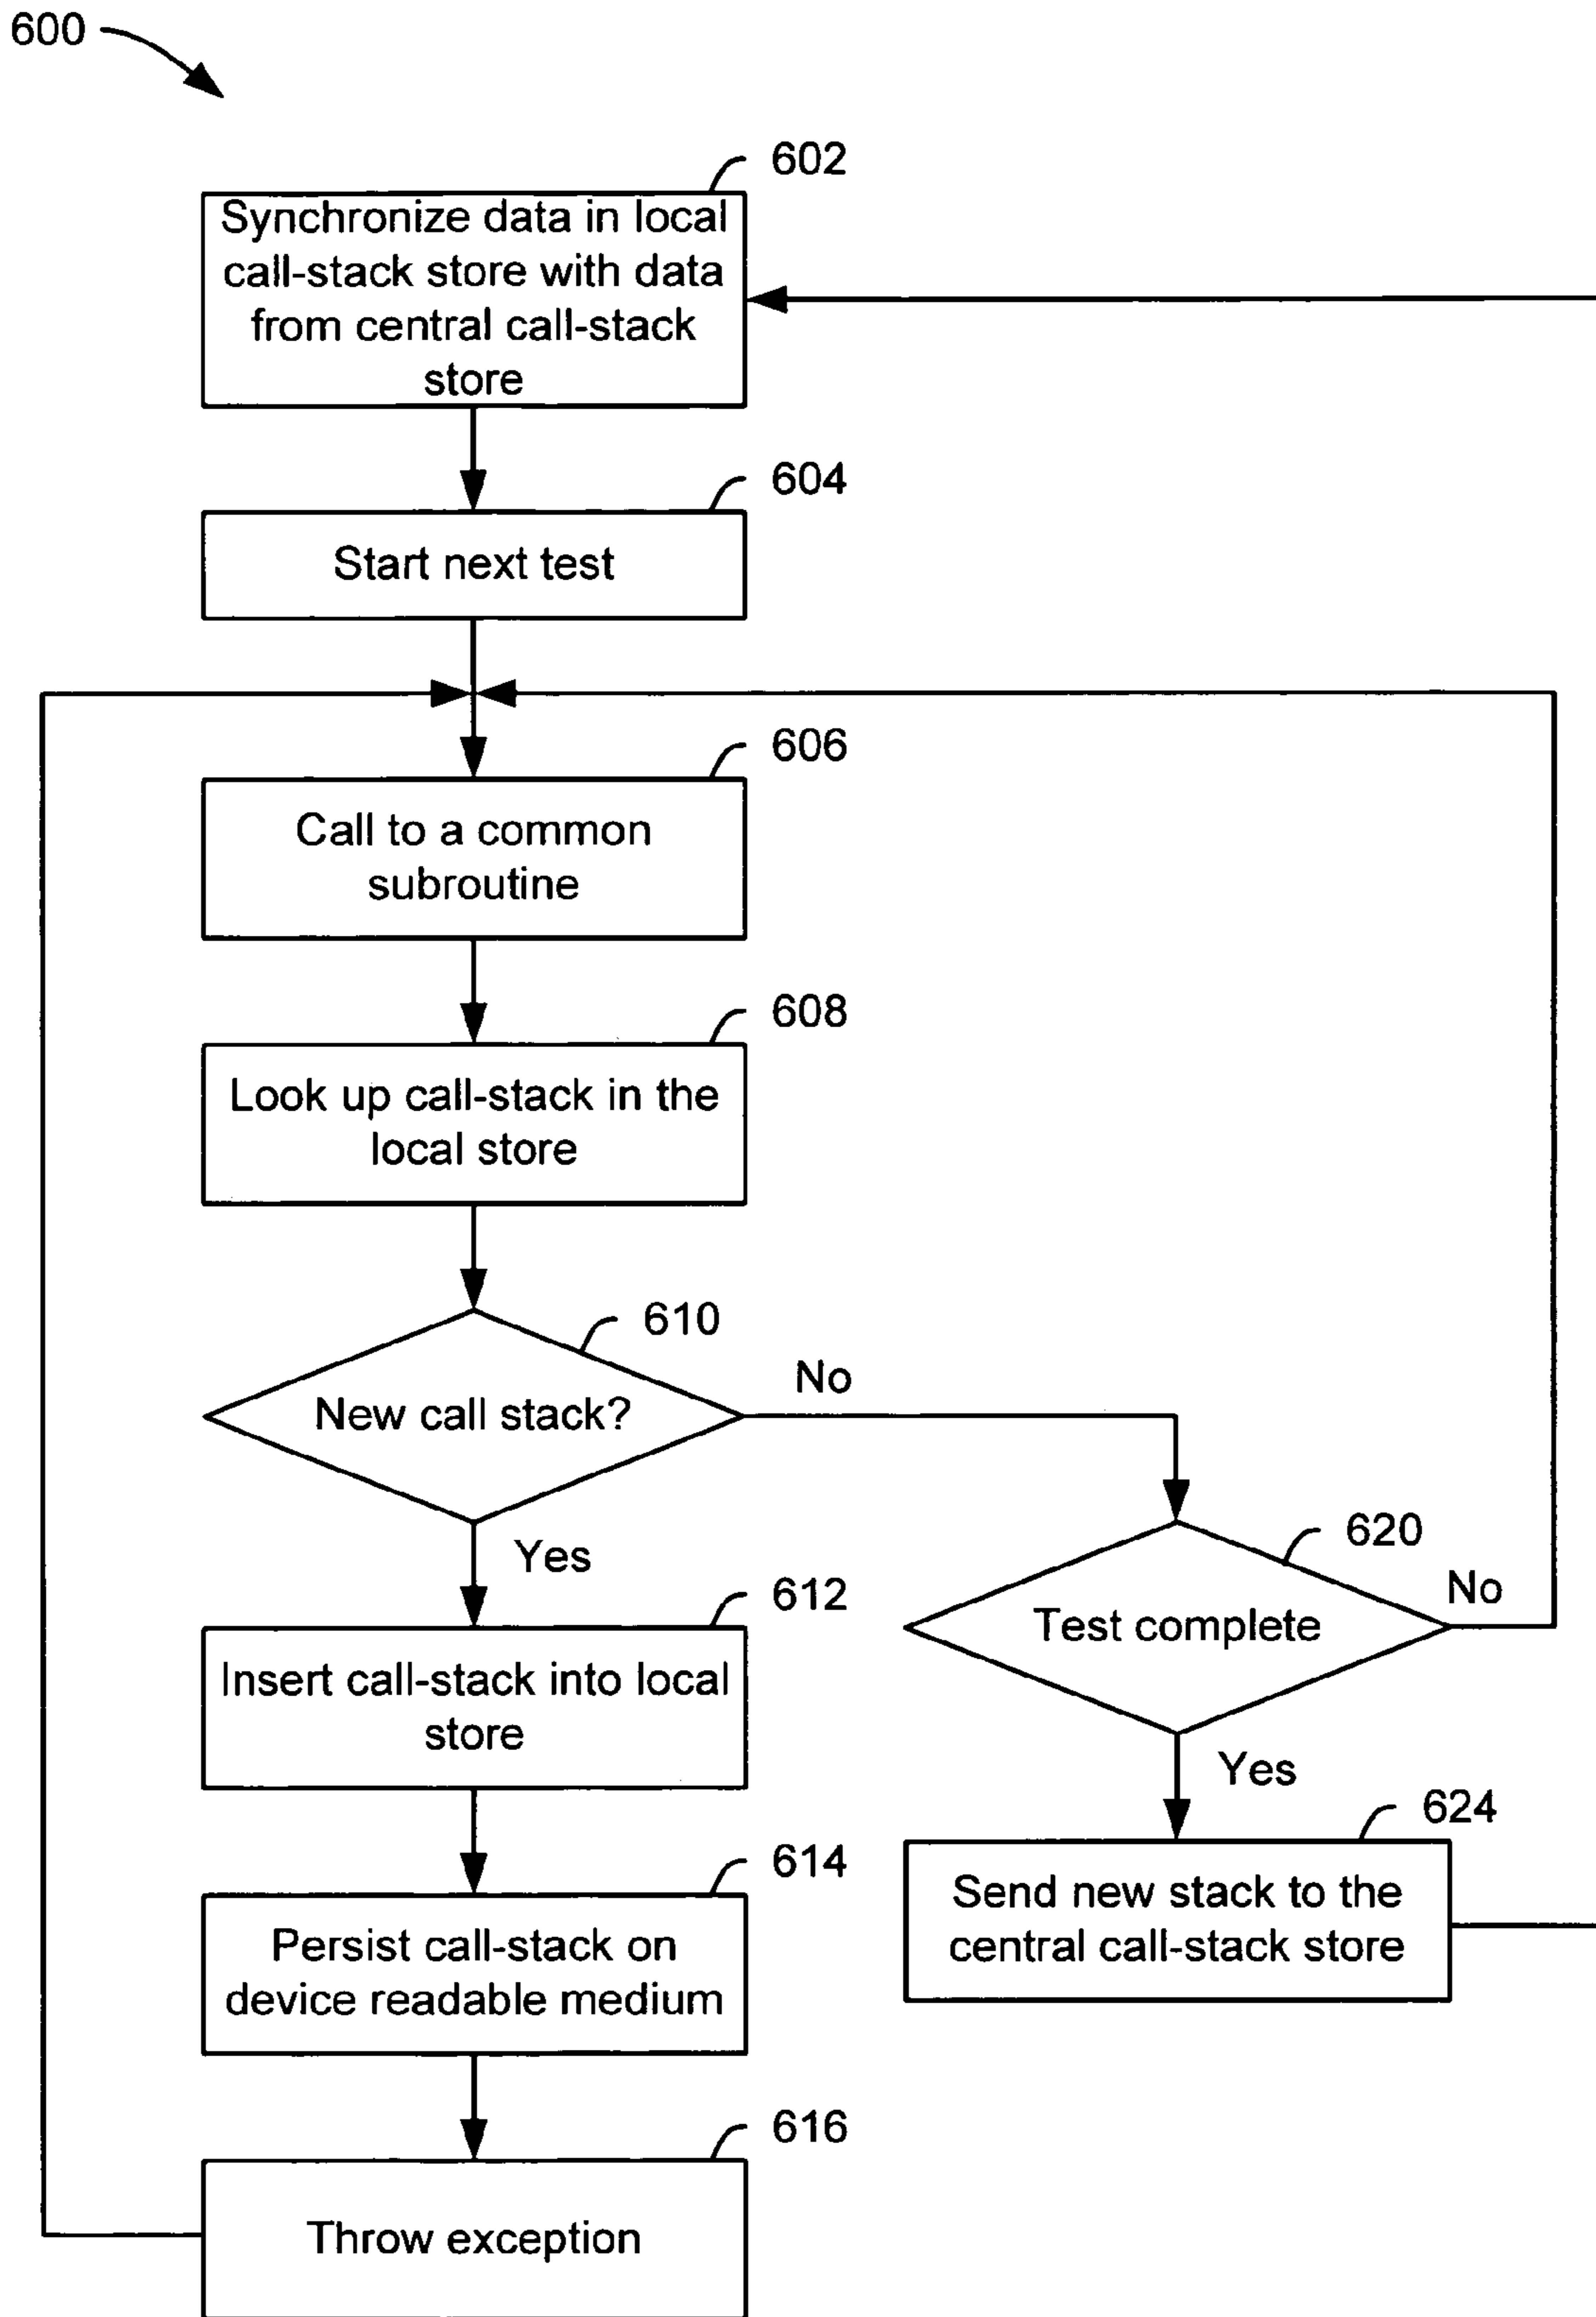 600
602
Synchronize data in local
call-stack store with data
from central call-stack
store
604
Start next test
606
Call to a common
subroutine
608
Look up call-stack in the
local store
610
New call stack?
No
Yes
620
Test complete
No
Yes
612
Insert call-stack into local
store
614
Persist call-stack on
device readable medium
624
Send new stack to the
central call-stack store
616
Throw exception